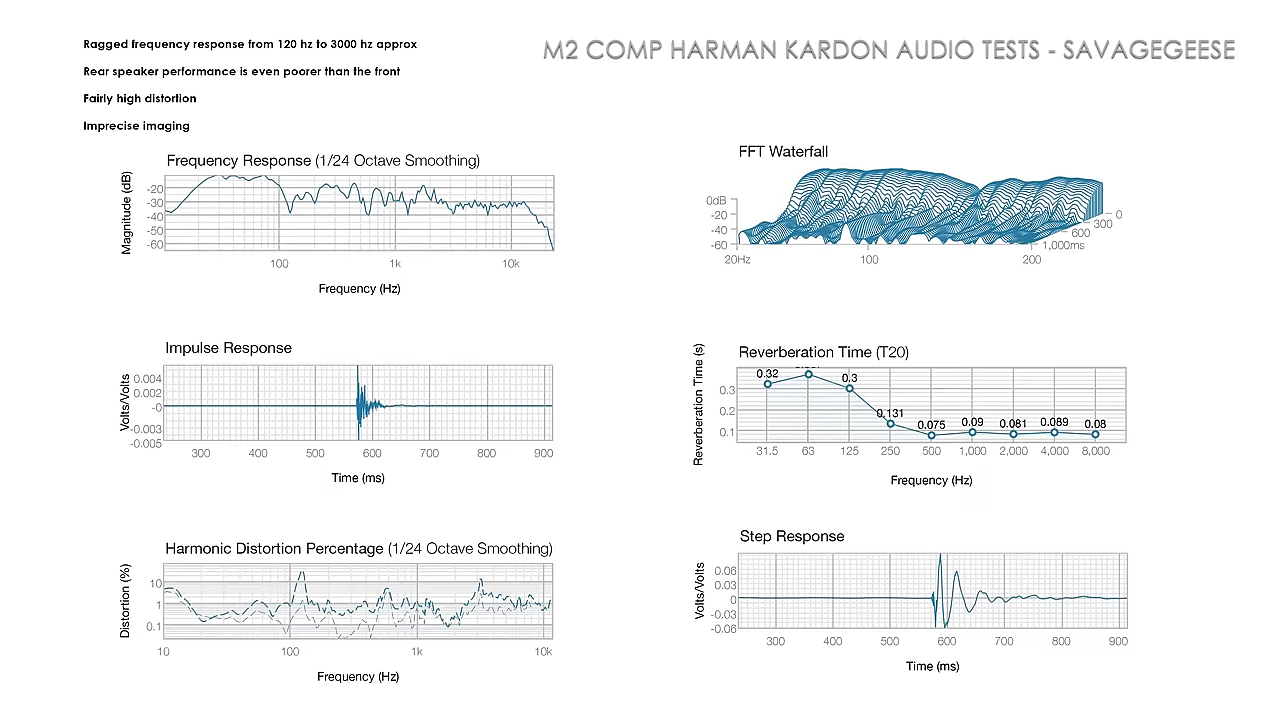 M2 COMP HARMAN KARDON AUDIO TESTS - SAVAGEGEESE
Ragged frequency response from 120 hz to 3000 hz approx
Rear speaker performance is even poorer than the front
Fairly high distortion
Imprecise imaging
Frequency Response (1/24 Octave Smoothing)
Magnitude (dB)
-20
-30
-40
-50
-60
100 1k 10k
Frequency (Hz)
FFT Waterfall
0dB
-20
-40
-60
0
300
600
1,000ms
20Hz 100 200
Impulse Response
Volts/Volts
0.004
0.002
-0
-0.003
-0.005
300 400 500 600 700 800 900
Time (ms)
Reverberation Time (T20)
Reverberation Time (s)
0.3
0.2
0.1
0.32 0.3 0.131 0.075 0.09 0.081 0.089 0.08
31.5 63 125 250 500 1,000 2,000 4,000 8,000
Frequency (Hz)
Harmonic Distortion Percentage (1/24 Octave Smoothing)
Distortion (%)
10
1
0.1
10 100 1k 10k
Frequency (Hz)
Step Response
Volts/Volts
0.06
0.03
0
-0.03
-0.06
300 400 500 600 700 800 900
Time (ms)